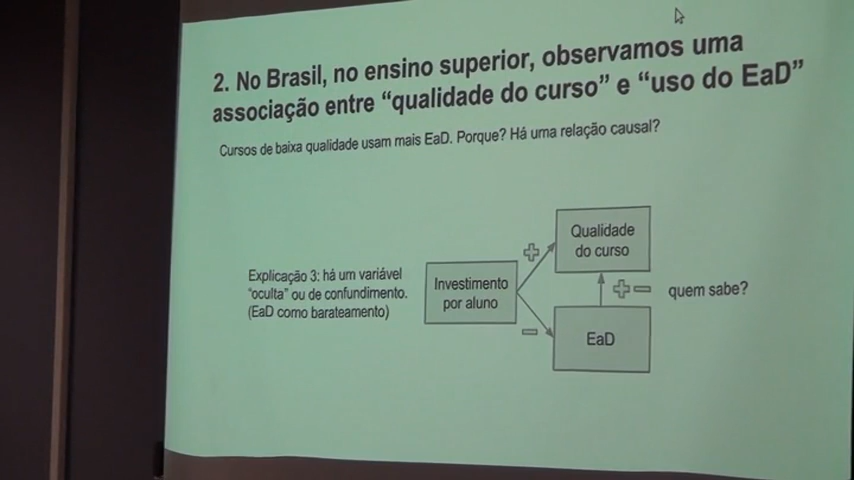 2. No Brasil, no ensino superior, observamos uma
associação entre “qualidade do curso” e “uso do EaD”
Cursos de baixa qualidade usam mais EaD. Porque? Há uma relação causal?
Explicação 3: há um variável
“oculta” ou de confundimento.
(EaD como barateamento)
Investimento
por aluno
+
-
Qualidade
do curso
+ -
quem sabe?
EaD